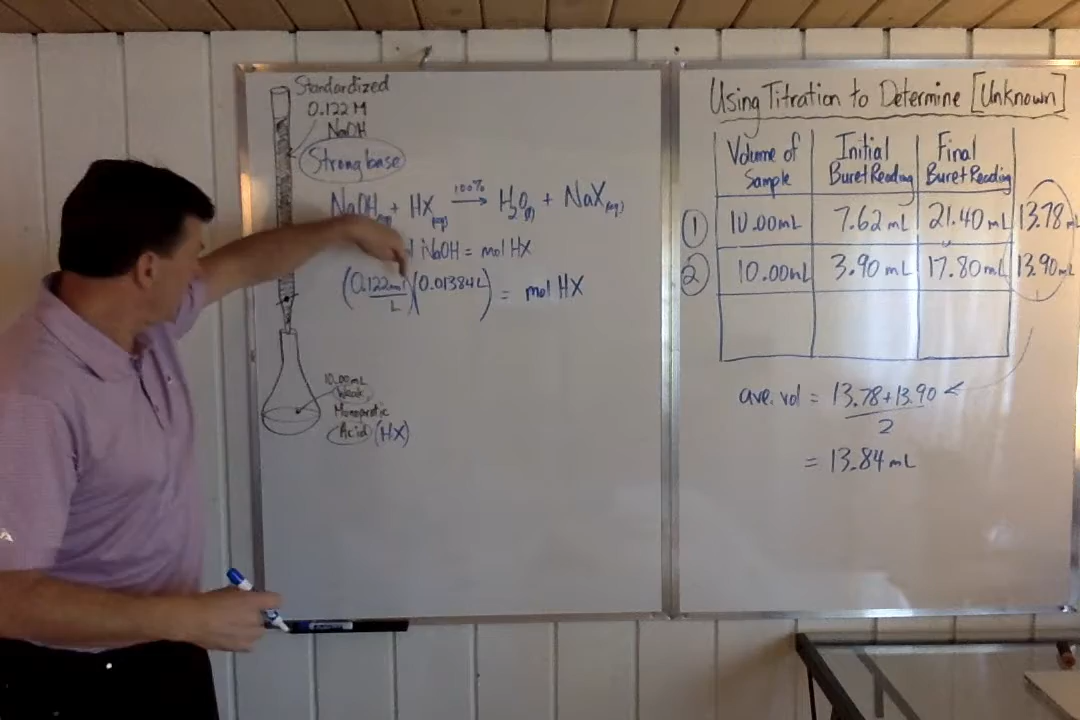 Standardized
0.122 M
NaOH
Strong base
NaOH(aq) + HX(aq) 100%→ H₂O(l) + NaX(aq)
NaOH = mol HX
(0.122 mol/L)(0.01384L) = mol HX
10.00mL
Weak
Monoprotic
Acid (HX)
Using Titration to Determine [Unknown]
Volume of Sample | Initial Buret Reading | Final Buret Reading
① 10.00mL | 7.62 mL | 21.40 mL | 13.78 mL
② 10.00mL | 3.90 mL | 17.80 mL | 13.90 mL
ave. vol = 13.78 + 13.90
2
= 13.84 mL